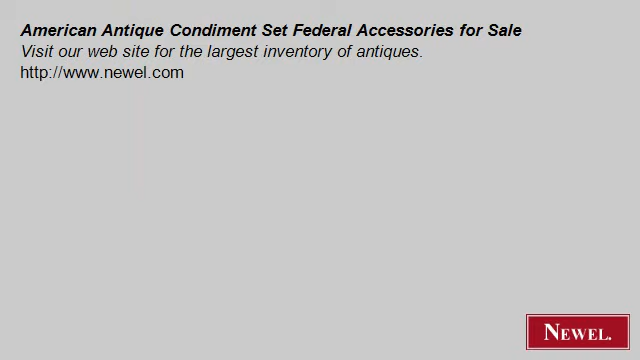 American Antique Condiment Set Federal Accessories for Sale
Visit our web site for the largest inventory of antiques.
http://www.newel.com
NEWEL.